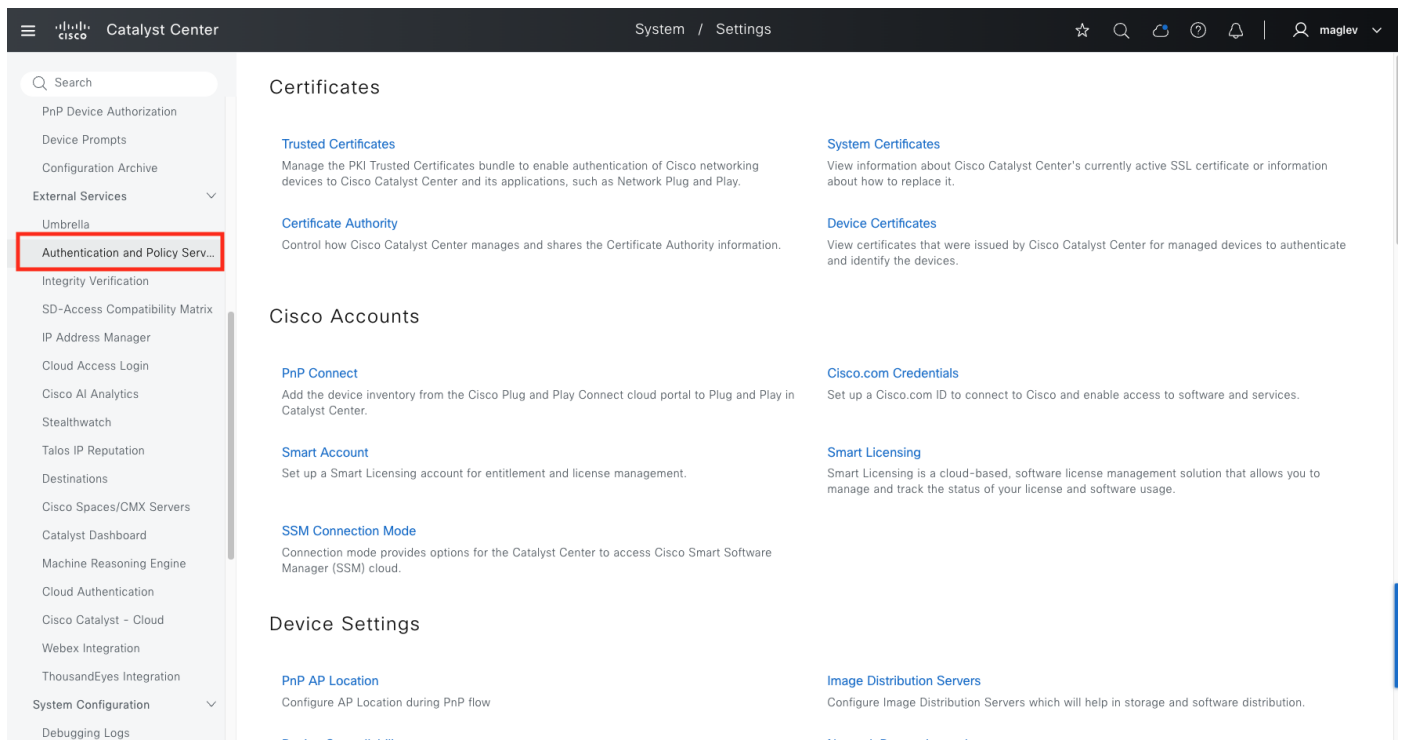 cisco
Catalyst Center
System / Settings
maglev
Search
PnP Device Authorization
Device Prompts
Configuration Archive
External Services
Umbrella
Authentication and Policy Serv...
Integrity Verification
SD-Access Compatibility Matrix
IP Address Manager
Cloud Access Login
Cisco AI Analytics
Stealthwatch
Talos IP Reputation
Destinations
Cisco Spaces/CMX Servers
Catalyst Dashboard
Machine Reasoning Engine
Cloud Authentication
Cisco Catalyst - Cloud
Webex Integration
ThousandEyes Integration
System Configuration
Debugging Logs
Certificates
Trusted Certificates
Manage the PKI Trusted Certificates bundle to enable authentication of Cisco networking
devices to Cisco Catalyst Center and its applications, such as Network Plug and Play.
System Certificates
View information about Cisco Catalyst Center's currently active SSL certificate or information
about how to replace it.
Certificate Authority
Control how Cisco Catalyst Center manages and shares the Certificate Authority information.
Device Certificates
View certificates that were issued by Cisco Catalyst Center for managed devices to authenticate
and identify the devices.
Cisco Accounts
PnP Connect
Add the device inventory from the Cisco Plug and Play Connect cloud portal to Plug and Play in
Catalyst Center.
Cisco.com Credentials
Set up a Cisco.com ID to connect to Cisco and enable access to software and services.
Smart Account
Set up a Smart Licensing account for entitlement and license management.
Smart Licensing
Smart Licensing is a cloud-based, software license management solution that allows you to
manage and track the status of your license and software usage.
SSM Connection Mode
Connection mode provides options for the Catalyst Center to access Cisco Smart Software
Manager (SSM) cloud.
Device Settings
PnP AP Location
Configure AP Location during PnP flow
Image Distribution Servers
Configure Image Distribution Servers which will help in storage and software distribution.